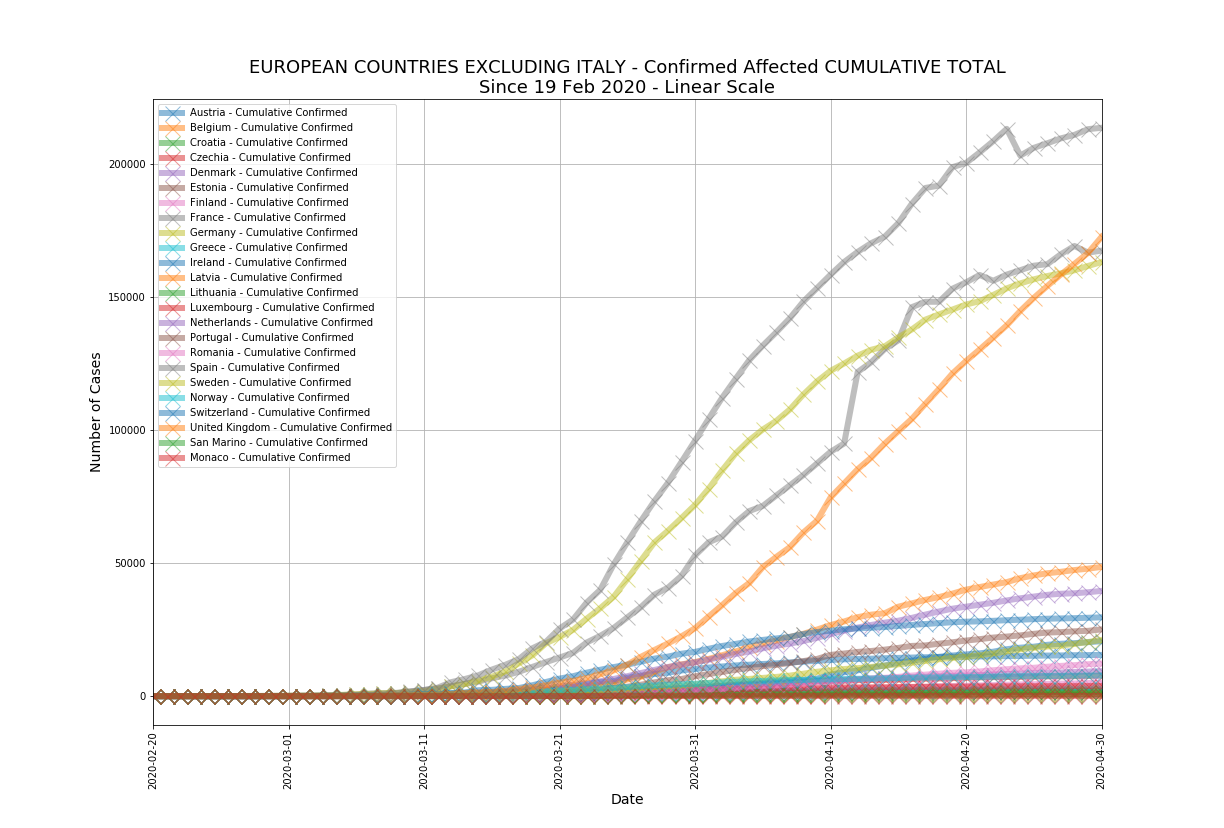 EUROPEAN COUNTRIES EXCLUDING ITALY - Confirmed Affected CUMULATIVE TOTAL
Since 19 Feb 2020 - Linear Scale
Austria - Cumulative Confirmed
Belgium - Cumulative Confirmed
Croatia - Cumulative Confirmed
Czechia - Cumulative Confirmed
Denmark - Cumulative Confirmed
Estonia - Cumulative Confirmed
Finland - Cumulative Confirmed
France - Cumulative Confirmed
Germany - Cumulative Confirmed
Greece - Cumulative Confirmed
Ireland - Cumulative Confirmed
Latvia - Cumulative Confirmed
Lithuania - Cumulative Confirmed
Luxembourg - Cumulative Confirmed
Netherlands - Cumulative Confirmed
Portugal - Cumulative Confirmed
Romania - Cumulative Confirmed
Spain - Cumulative Confirmed
Sweden - Cumulative Confirmed
Norway - Cumulative Confirmed
Switzerland - Cumulative Confirmed
United Kingdom - Cumulative Confirmed
San Marino - Cumulative Confirmed
Monaco - Cumulative Confirmed
Number of Cases
200000
150000
100000
50000
0
2020-02-20
2020-03-01
2020-03-11
2020-03-21
2020-03-31
2020-04-10
2020-04-20
2020-04-30
Date